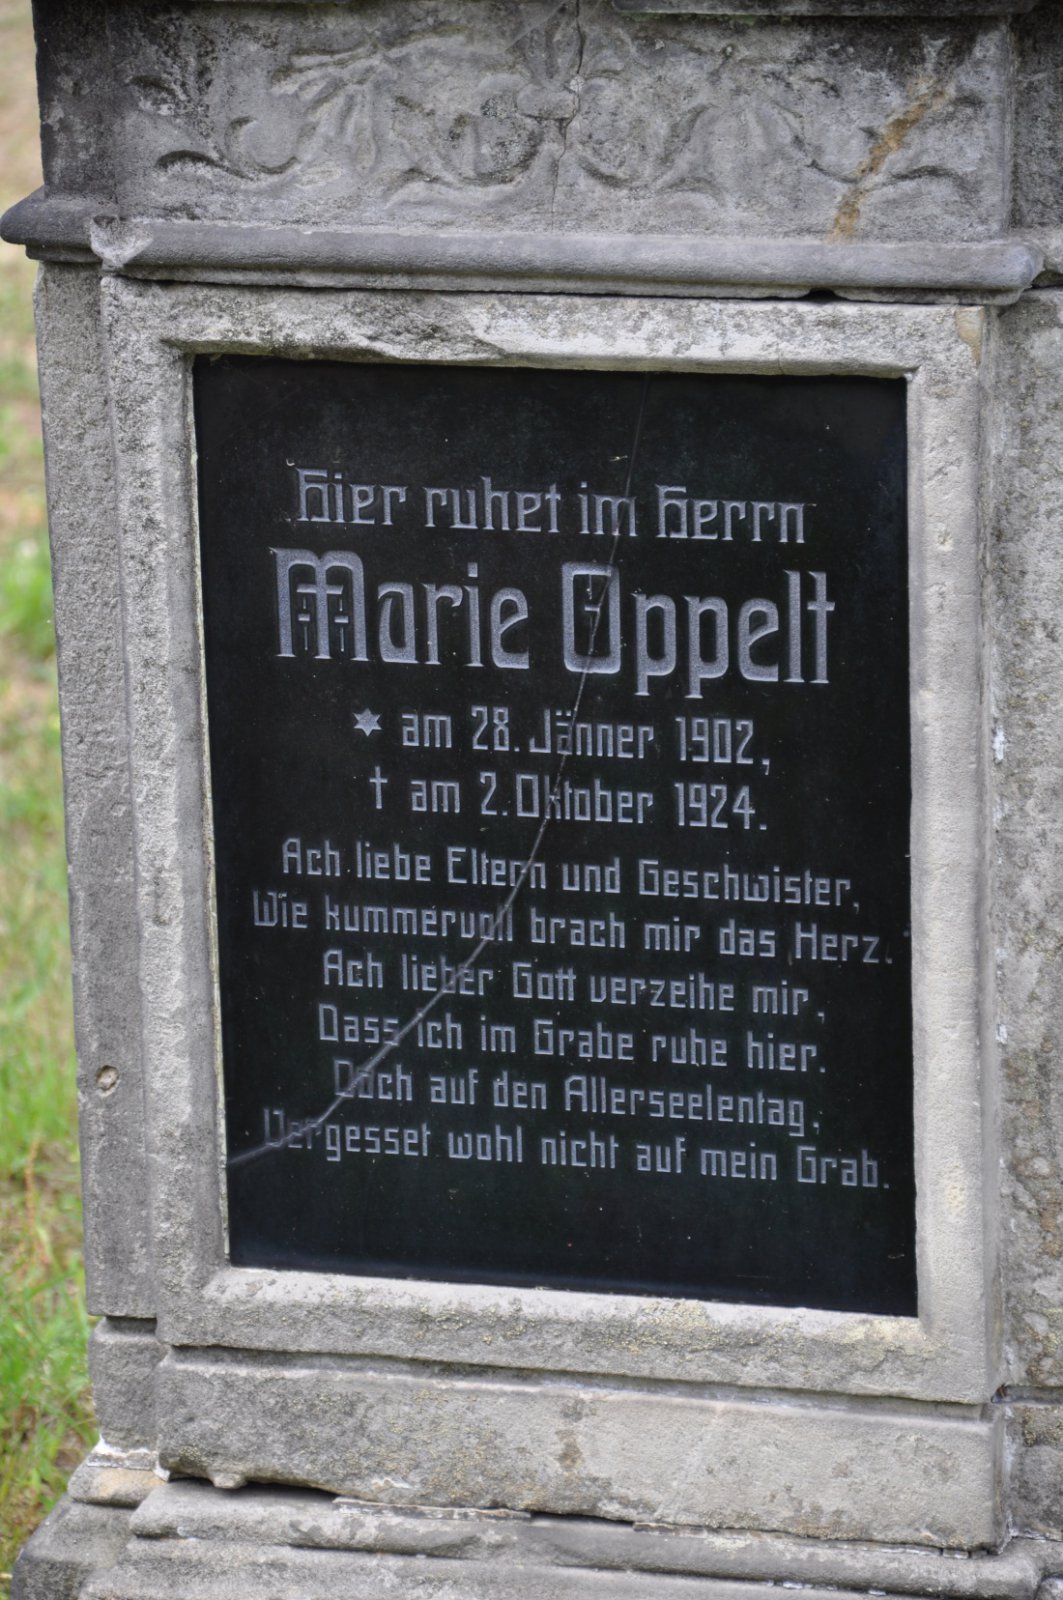 Hier ruhet im Herrn
Marie Oppelt
* am 28. Jänner 1902,
† am 2. Oktober 1924.
Ach liebe Eltern und Geschwister,
Wie kummervoll brach mir das Herz.
Ach lieber Gott verzeihe mir,
Dass ich im Grabe ruhe hier.
Doch auf den Allerseelentag,
Vergesset wohl nicht auf mein Grab.